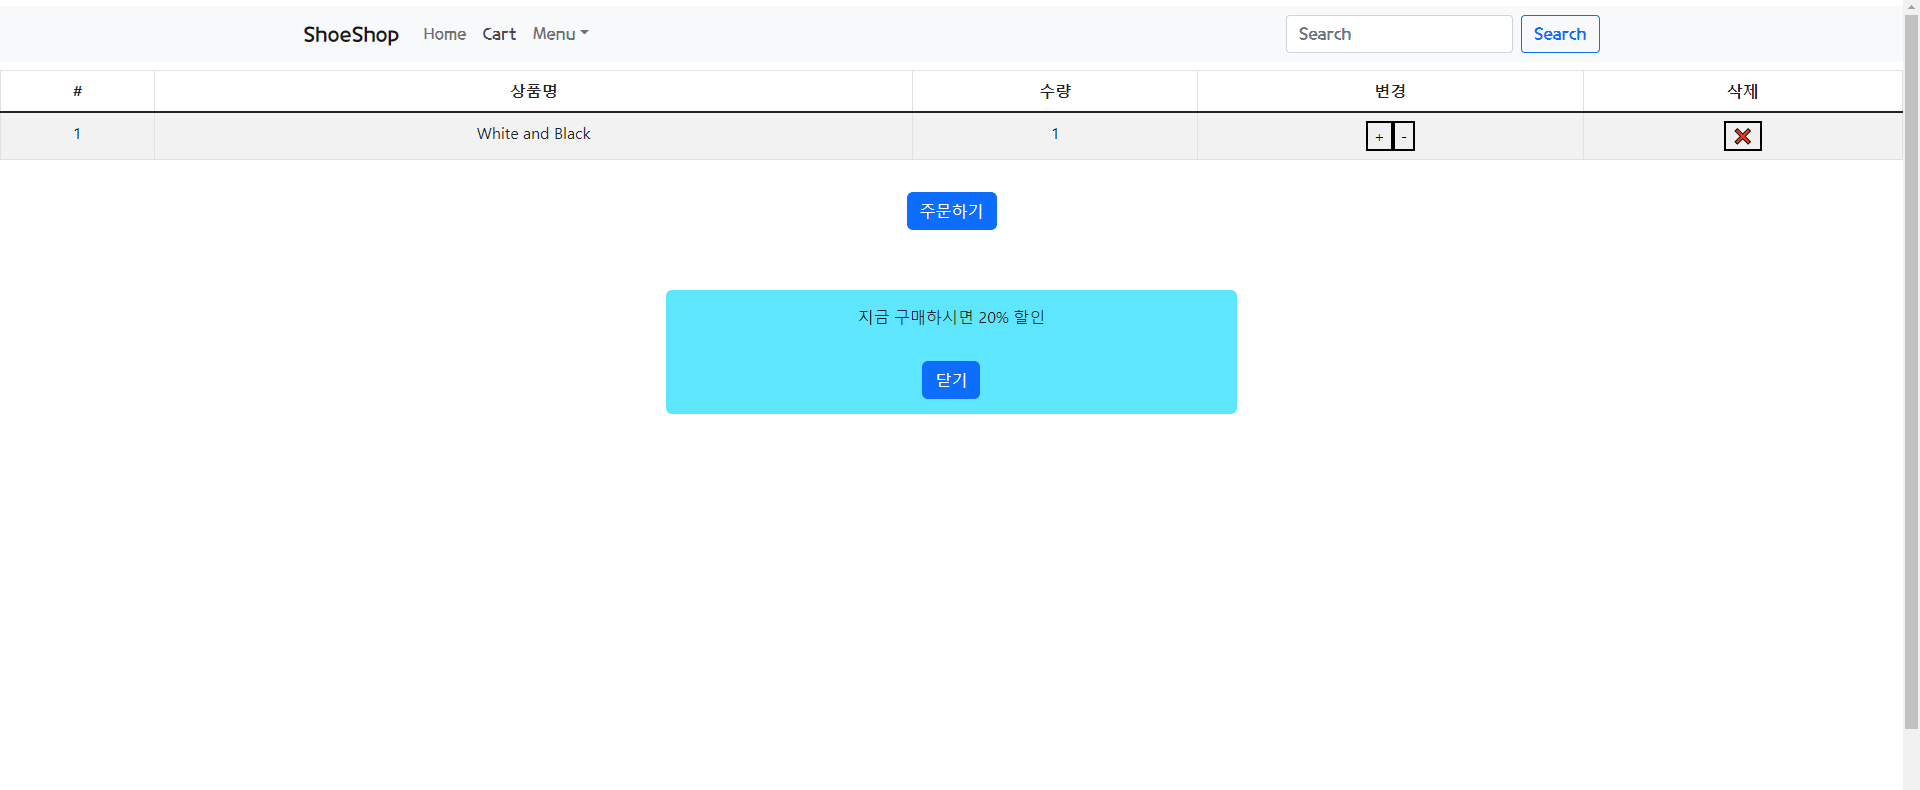 ShoeShop Home Cart Menu Search Search
# 상품명 수량 변경 삭제
1 White and Black 1 + -
주문하기
지금 구매하시면 20% 할인
닫기